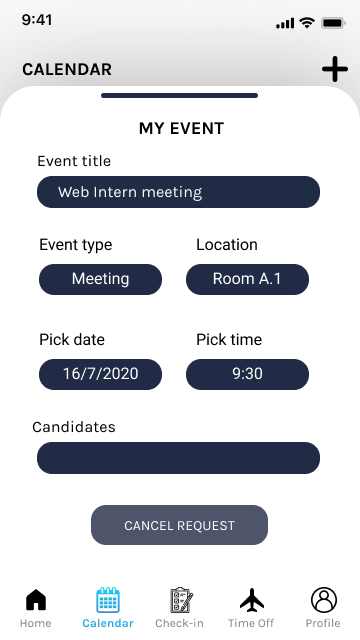 9:41
CALENDAR
MY EVENT
Event title
Web Intern meeting
Event type Location
Meeting Room A.1
Pick date Pick time
16/7/2020 9:30
Candidates
CANCEL REQUEST
Home Calendar Check-in Time Off Profile